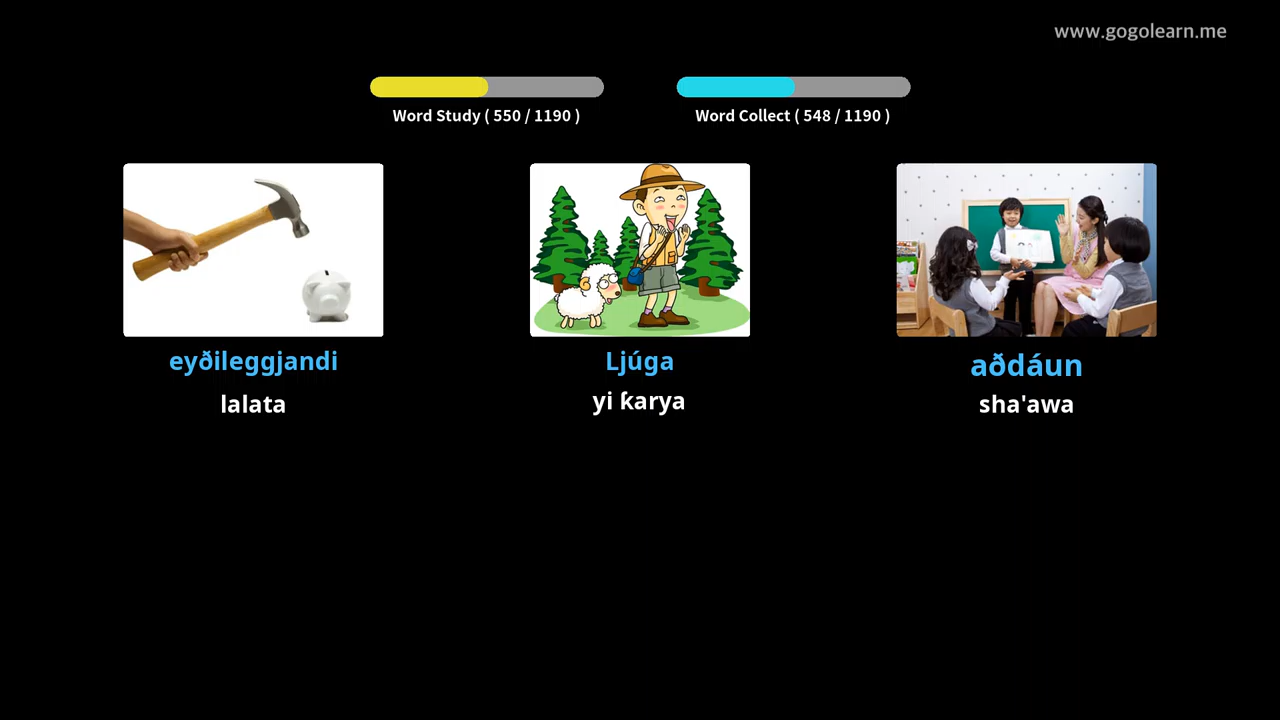 www.gogolearn.me
Word Study ( 550 / 1190 )
Word Collect ( 548 / 1190 )
eyðileggjandi
lalata
Ljúga
yi ƙarya
aðdáun
sha'awa